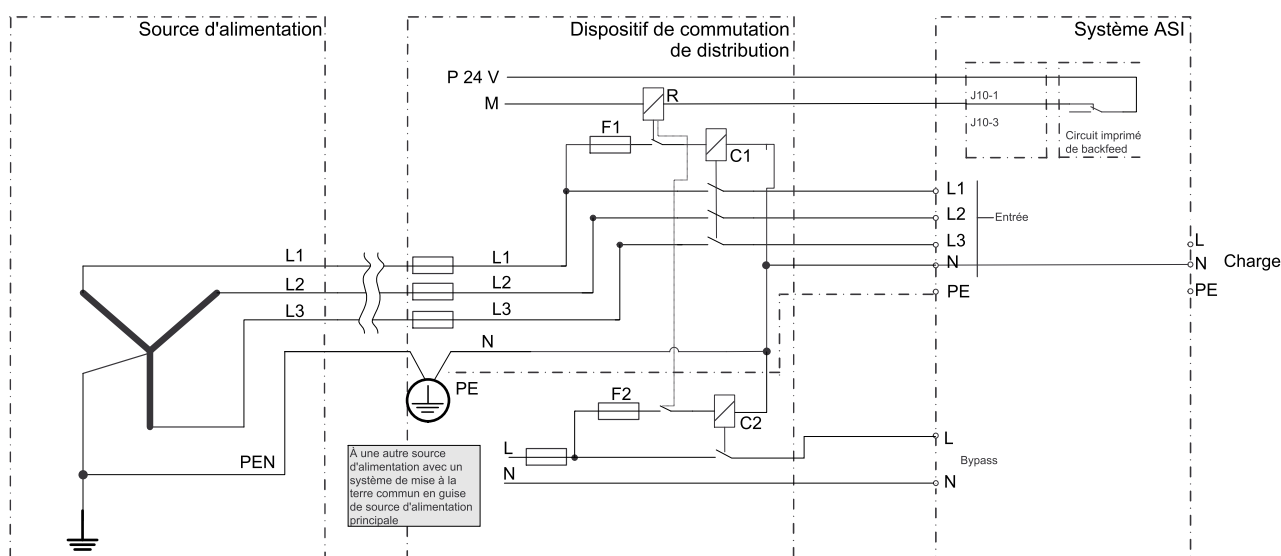 Source d'alimentation
Dispositif de commutation
de distribution
Système ASI
P 24 V
M
R
J10-1
J10-3
Circuit imprimé
de backfeed
F1
C1
L1
L2
L3
N
PE
Entrée
L
N
PE
Charge
L1
L2
L3
L1
L2
L3
N
PE
PEN
F2
C2
L
N
L
Bypass
N
À une autre source
d'alimentation avec un
système de mise à la
terre commun en guise
de source d'alimentation
principale